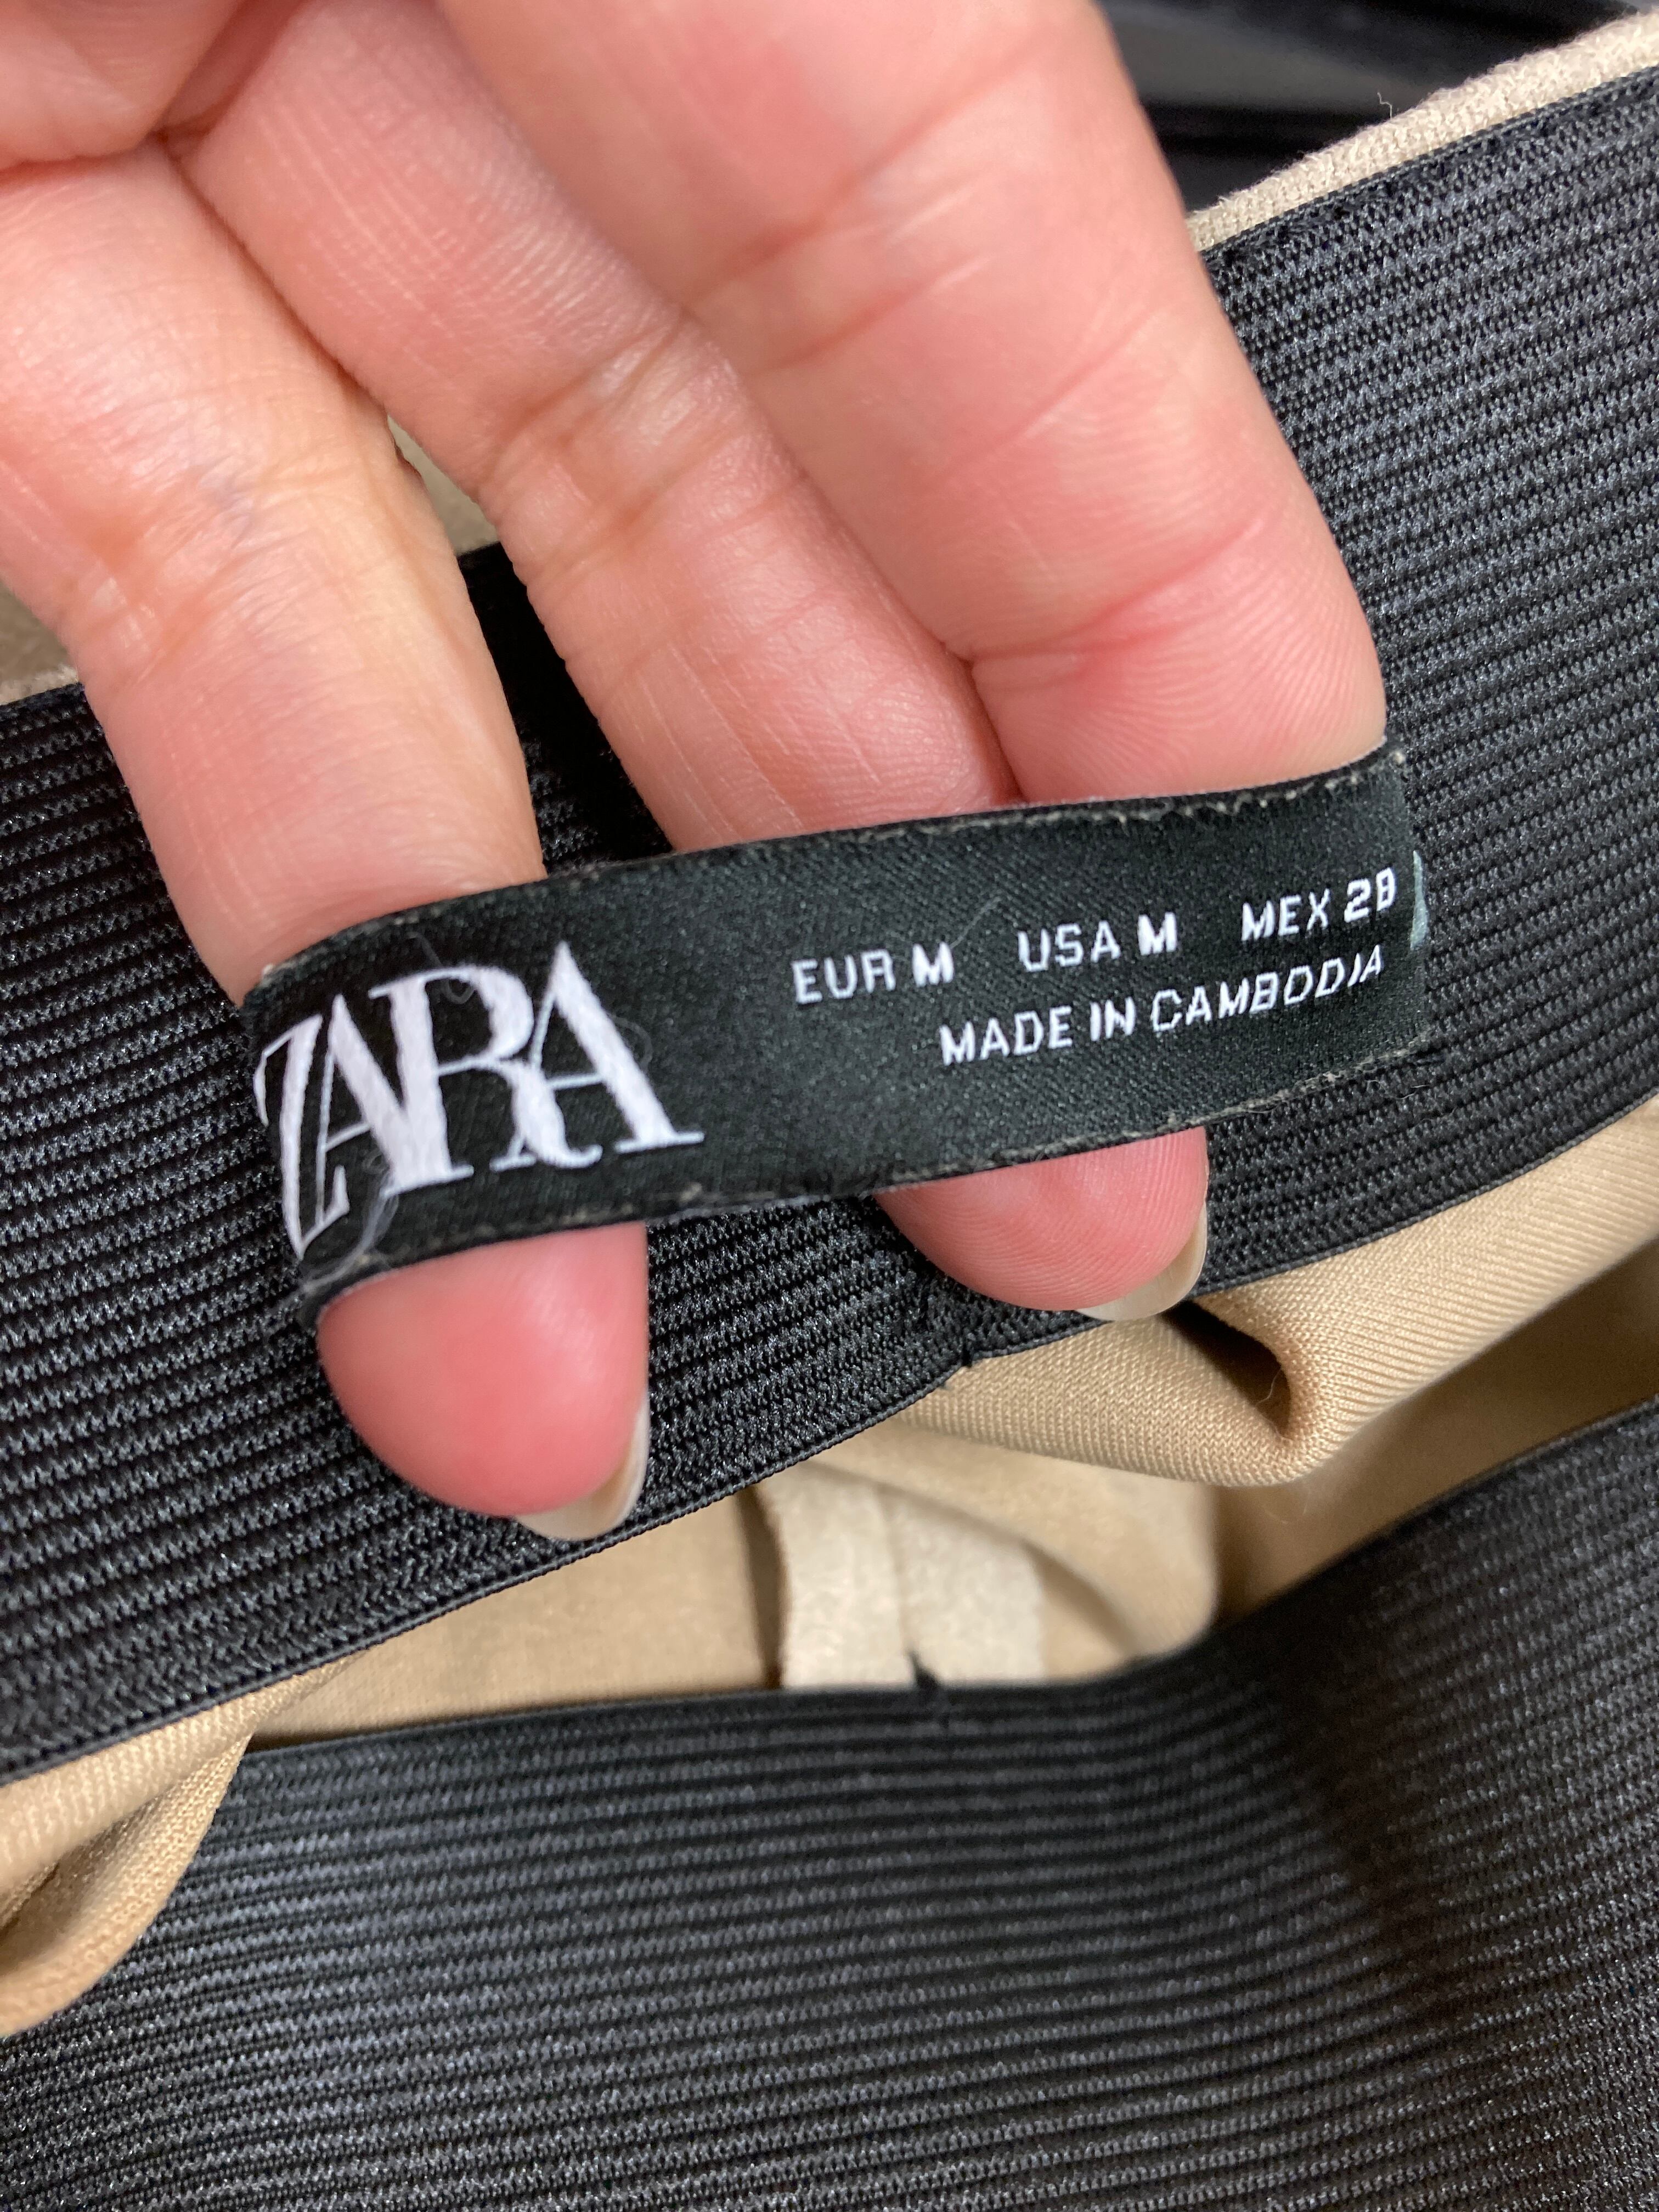 ZARA
EUR M USA M MEX 28
MADE IN CAMBODIA